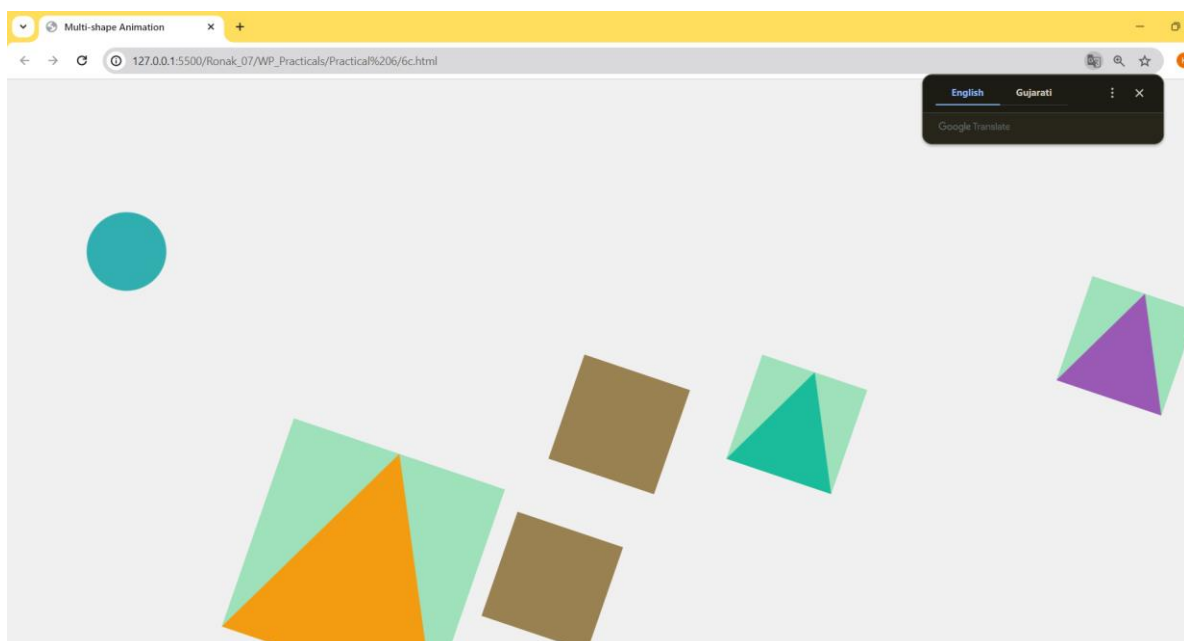 Multi-shape Animation
127.0.0.1:5500/Ronak_07/WP_Practicals/Practical%206/6c.html
English Gujarati
Google Translate